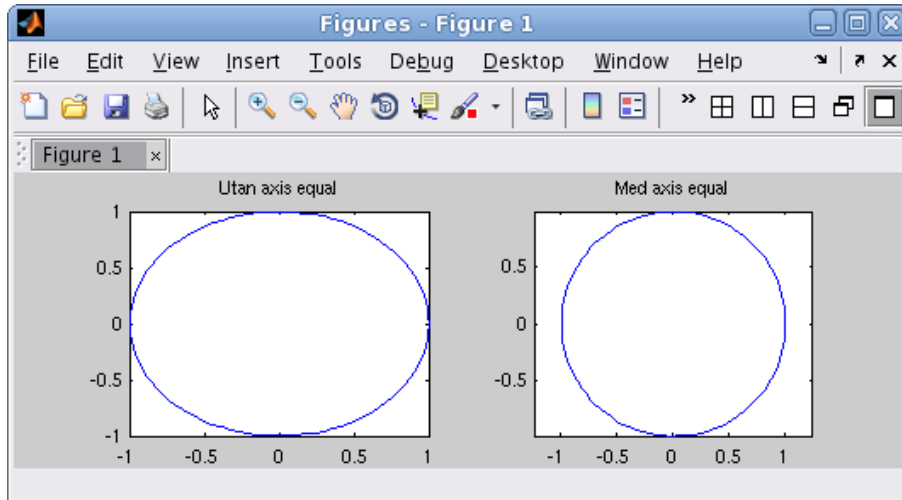 Figures - Figure 1
File Edit View Insert Tools Debug Desktop Window Help
Figure 1
Utan axis equal
Med axis equal
1
0.5
0
-0.5
-1
-1 -0.5 0 0.5 1
0.5
0
-0.5
-1 -0.5 0 0.5 1